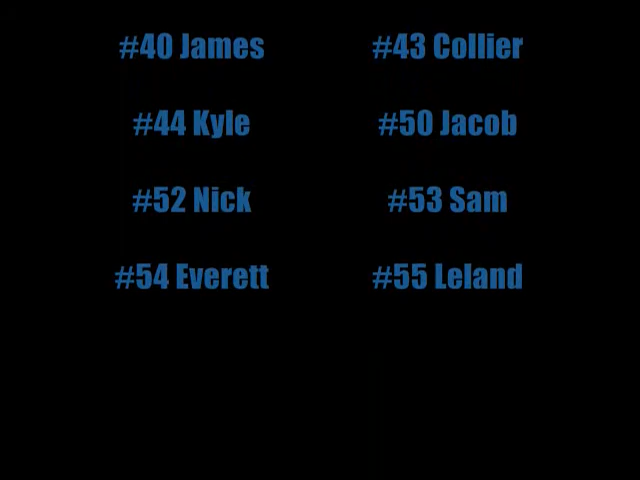 #40 James #43 Collier
#44 Kyle #50 Jacob
#52 Nick #53 Sam
#54 Everett #55 Leland